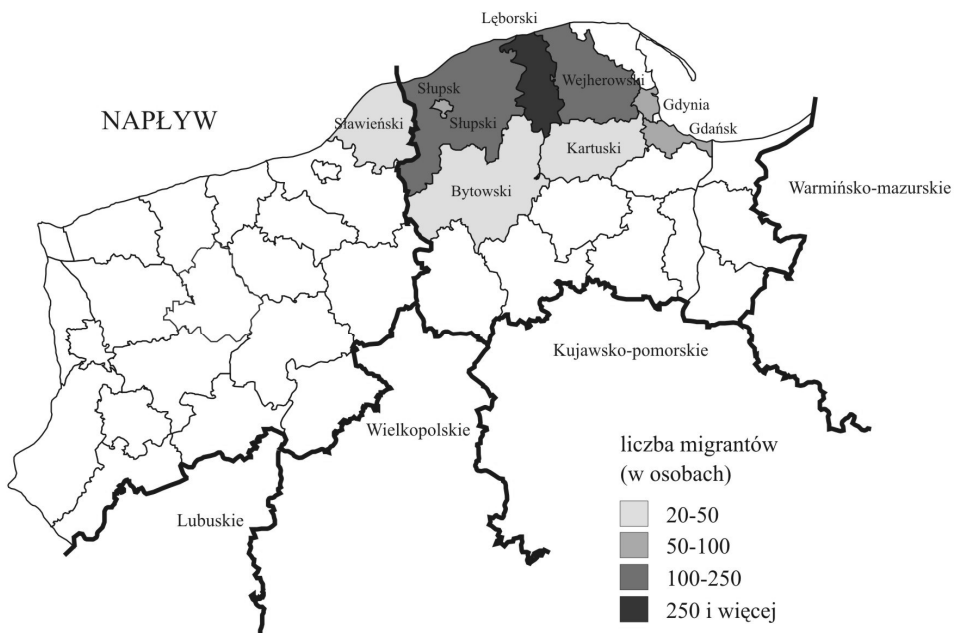 Lęborski
NAPŁYW
Słupsk
Wejherowski
Gdynia
Sławieński
Słupski
Gdańsk
Kartuski
Bytowski
Warmińsko-mazurskie
Kujawsko-pomorskie
Wielkopolskie
Lubuskie
liczba migrantów
(w osobach)
20-50
50-100
100-250
250 i więcej